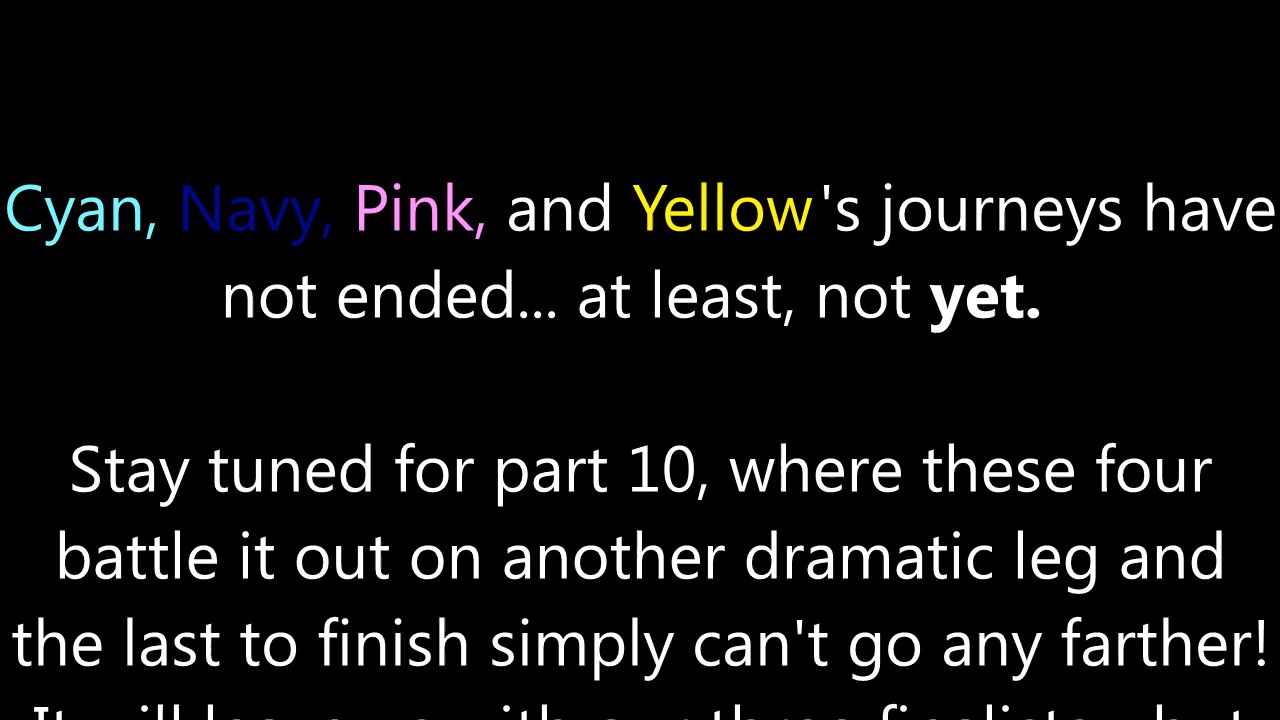 Cyan, Navy, Pink, and Yellow's journeys have
not ended... at least, not yet.
Stay tuned for part 10, where these four
battle it out on another dramatic leg and
the last to finish simply can't go any farther!